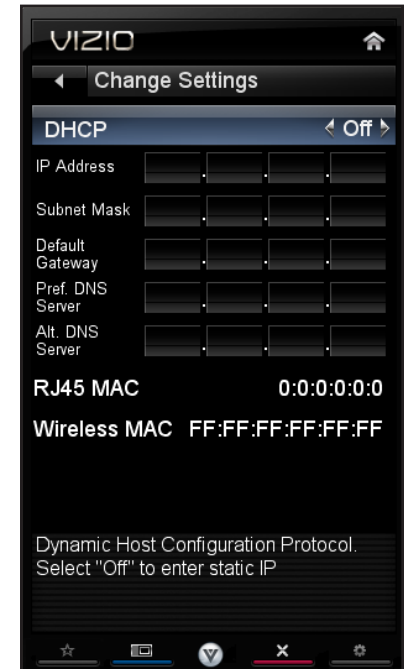 VIZIO
Change Settings
DHCP Off
IP Address . . .
Subnet Mask . . .
Default
Gateway . . .
Pref. DNS
Server . . .
Alt. DNS
Server . . .
RJ45 MAC 0:0:0:0:0:0
Wireless MAC FF:FF:FF:FF:FF:FF
Dynamic Host Configuration Protocol.
Select "Off" to enter static IP
V